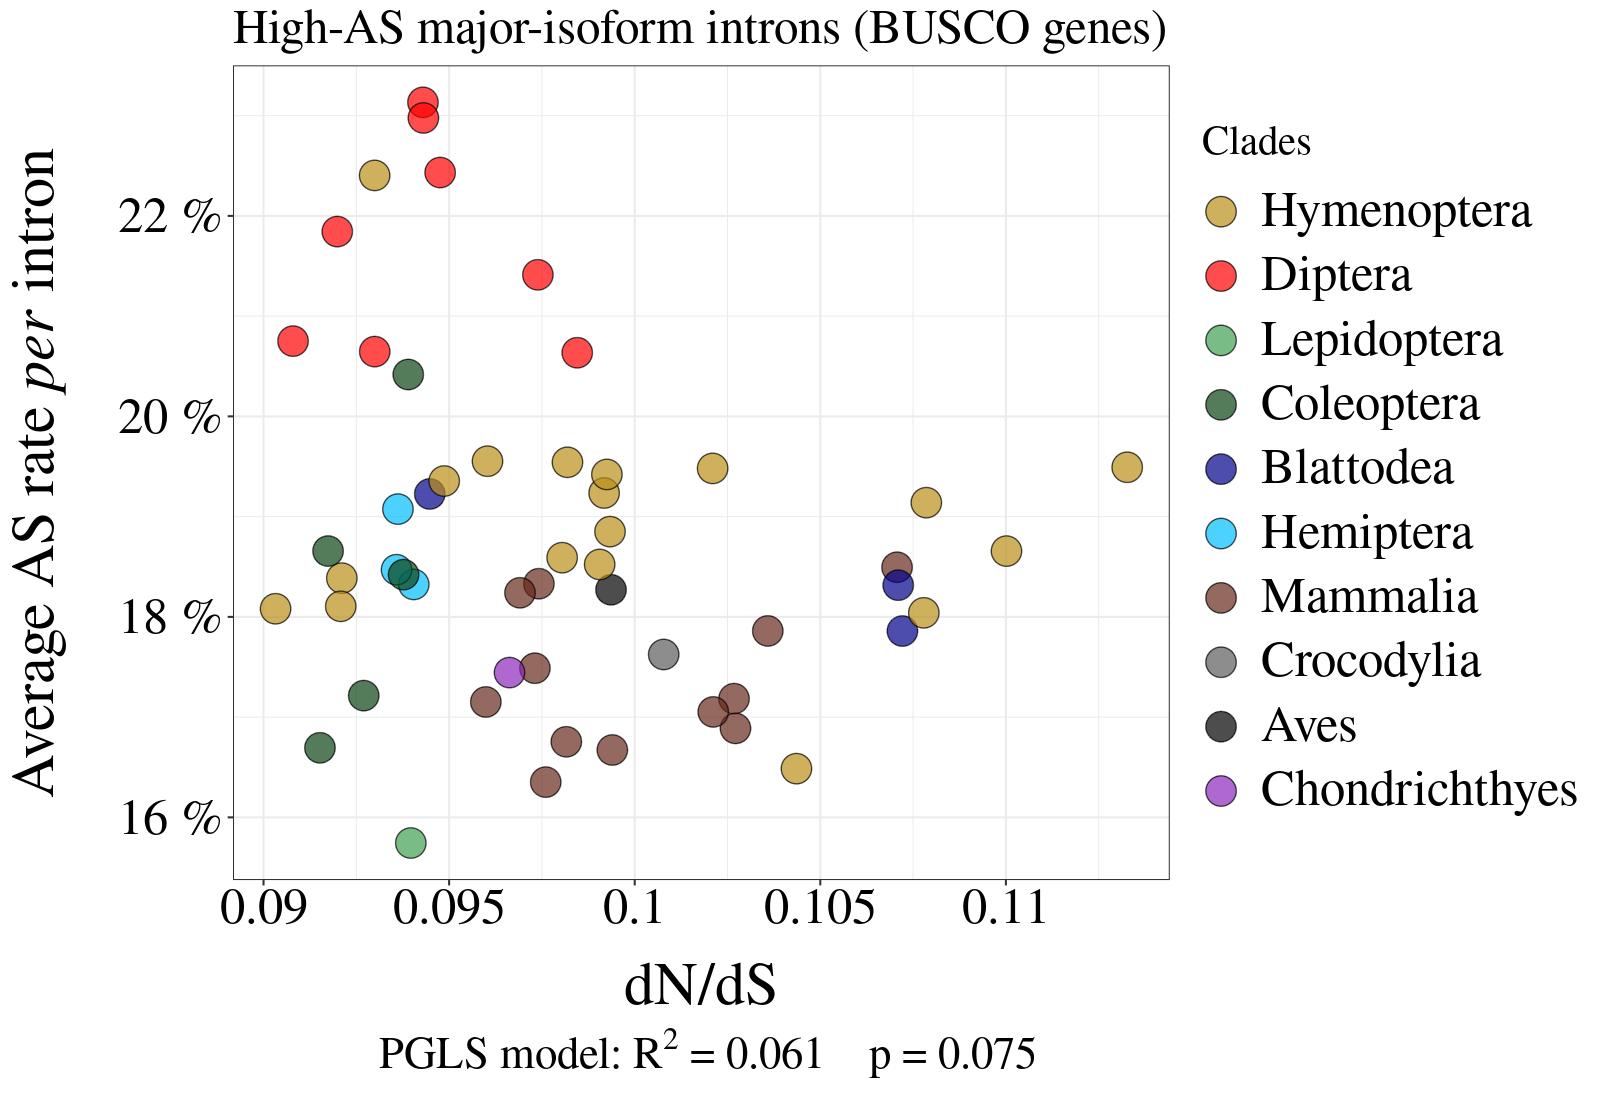 High-AS major-isoform introns (BUSCO genes)
Average AS rate per intron
22 %
20 %
18 %
16 %
0.09 0.095 0.1 0.105 0.11
dN/dS
PGLS model: R² = 0.061 p = 0.075
Clades
Hymenoptera
Diptera
Lepidoptera
Coleoptera
Blattodea
Hemiptera
Mammalia
Crocodylia
Aves
Chondrichthyes